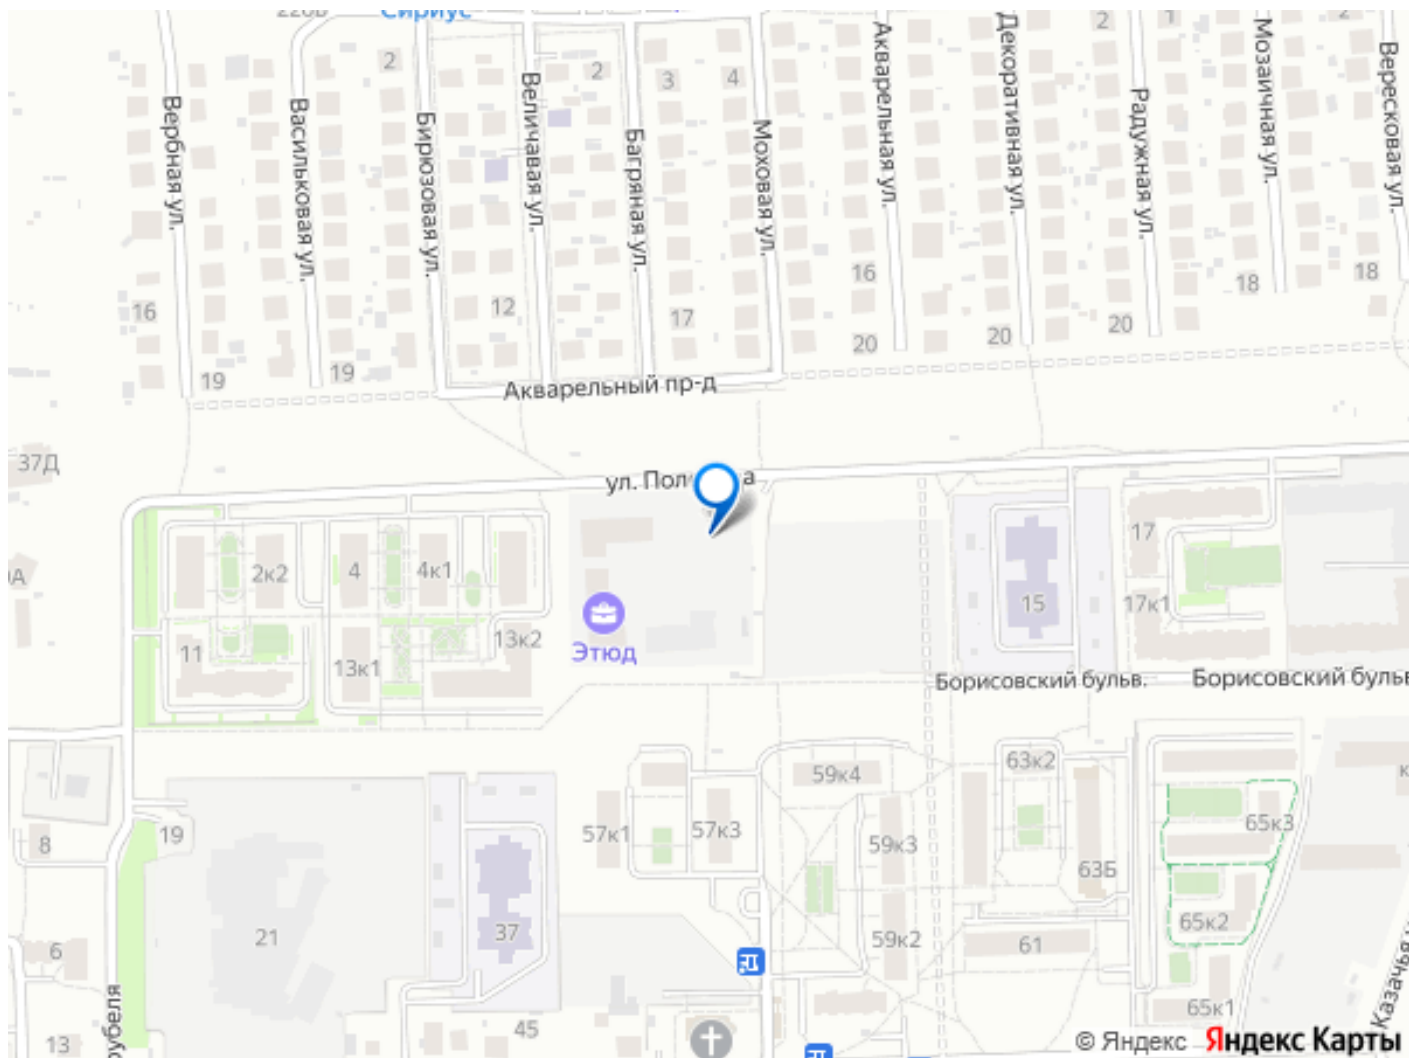 Сириус
2
2
3
4
2
1
2
Вербная ул.
Васильковая ул.
Бирюзовая ул.
Величавая ул.
Багряная ул.
Моховая ул.
Акварельная ул.
Декоративная ул.
Радужная ул.
Мозаичная ул.
Вересковая ул.
16
12
17
16
18
18
19
19
20
20
20
Акварельный пр-д
37Д
ул.
2к2
4
4к1
Этюд
15
17
17к1
11
13к1
13к2
Борисовский бульв.
Борисовский бульв
59к4
63к2
8
19
57к1
57к3
59к3
63Б
65к3
6
21
37
59к2
61
65к2
13
45
65к1
Казачья
© Яндекс Яндекс Карты